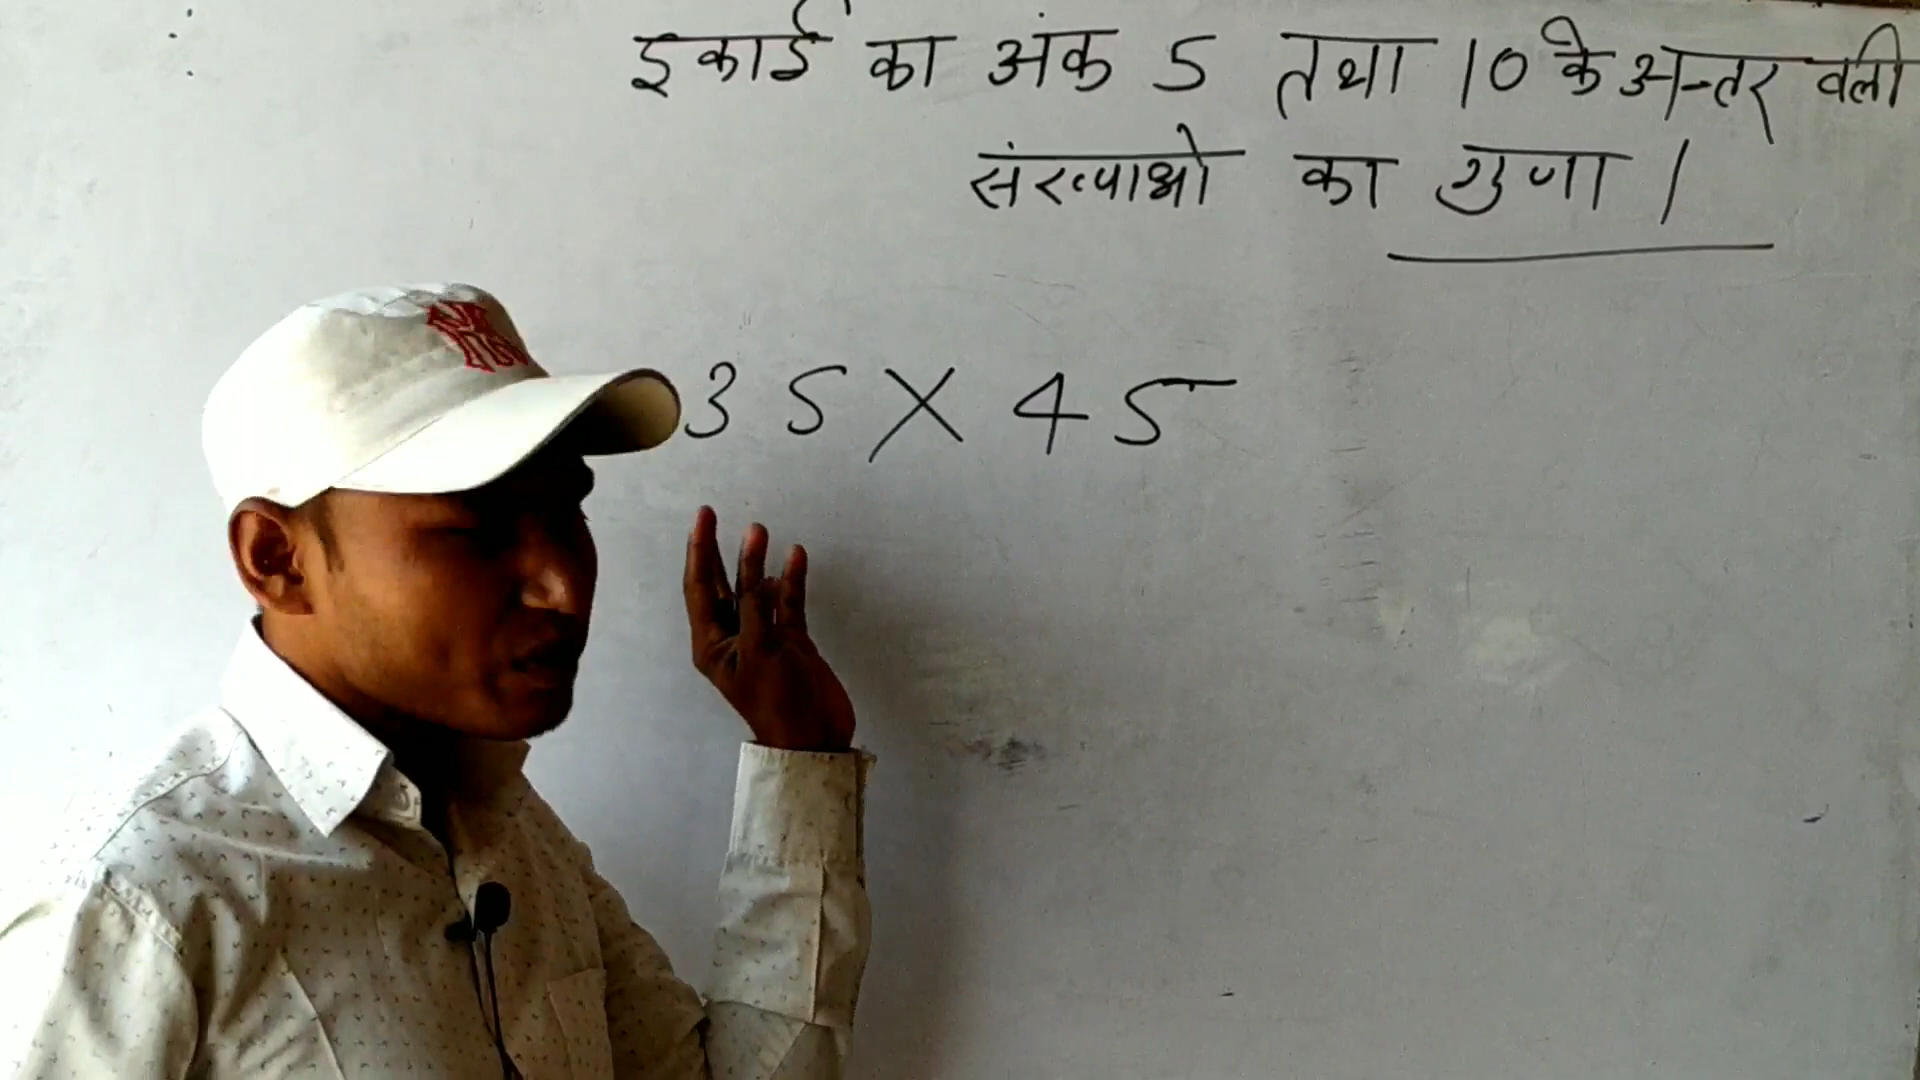 इकाई का अंक 5 तथा 10 के अन्तर वली
संख्याओ का गुणा।
35 X 45